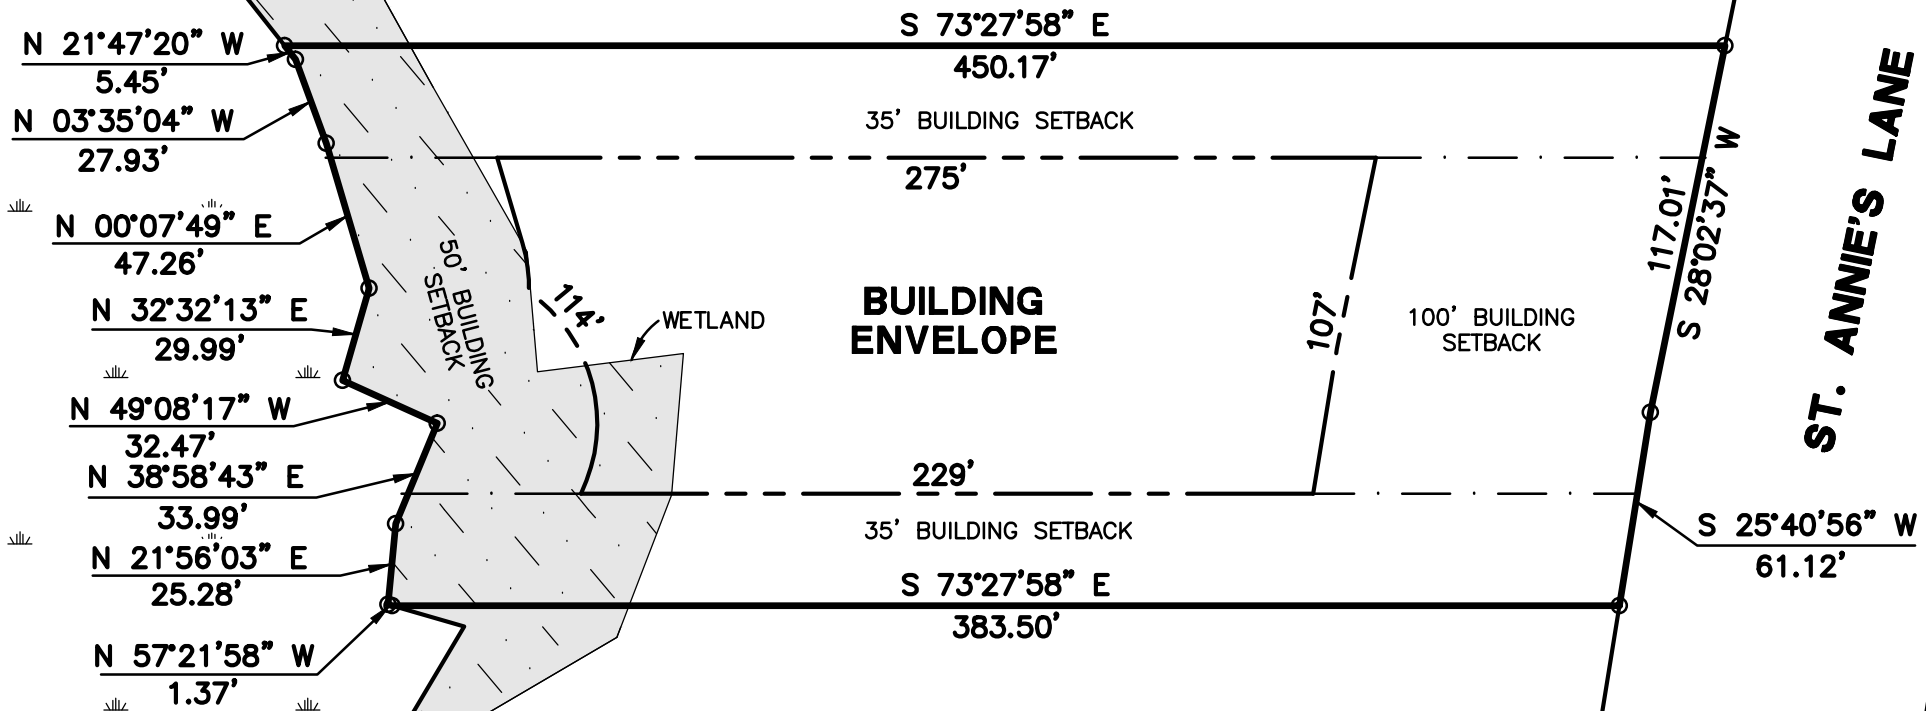 S 73°27'58" E
450.17'
N 21°47'20" W
5.45'
N 03°35'04" W
27.93'
N 00°07'49" E
47.26'
N 32°32'13" E
29.99'
N 49°08'17" W
32.47'
N 38°58'43" E
33.99'
N 21°56'03" E
25.28'
N 57°21'58" W
1.37'
35' BUILDING SETBACK
275'
50' BUILDING
SETBACK
114'
WETLAND
BUILDING
ENVELOPE
107'
100' BUILDING
SETBACK
117.01'
S 28°02'37" W
ST. ANNIE'S LANE
229'
35' BUILDING SETBACK
S 25°40'56" W
61.12'
S 73°27'58" E
383.50'